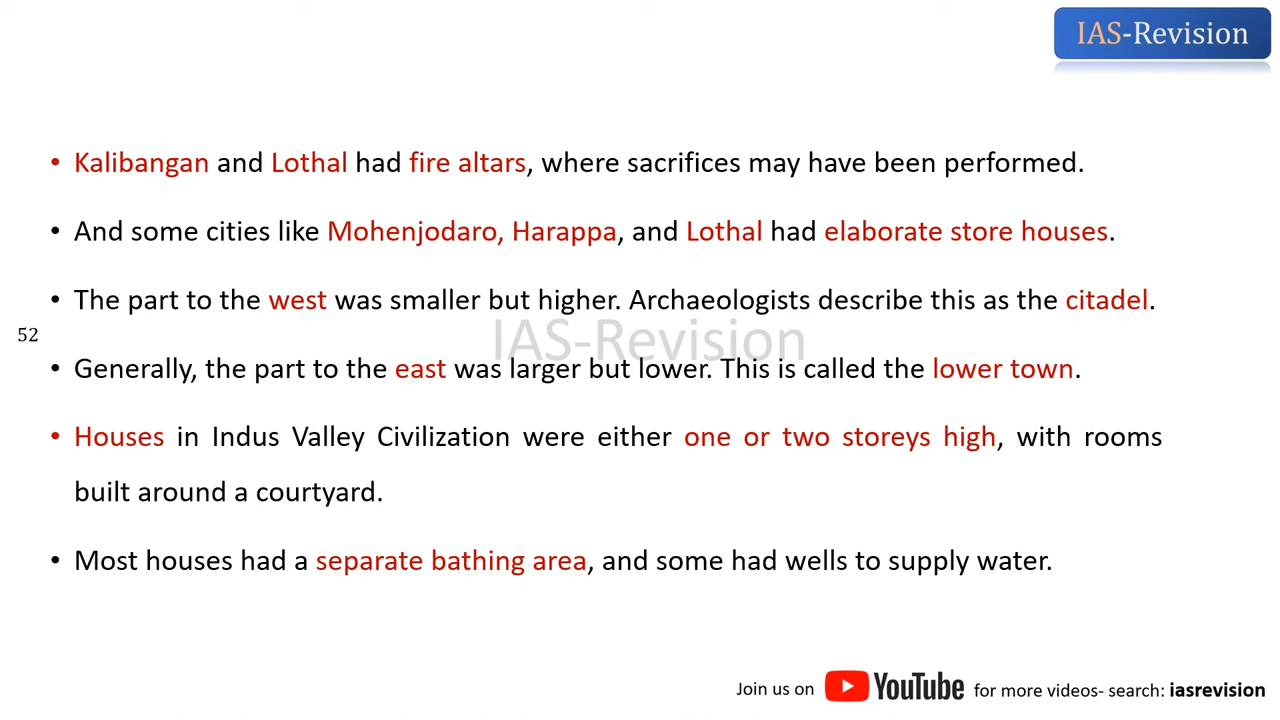 IAS-Revision
• Kalibangan and Lothal had fire altars, where sacrifices may have been performed.
• And some cities like Mohenjodaro, Harappa, and Lothal had elaborate store houses.
• The part to the west was smaller but higher. Archaeologists describe this as the citadel.
52
IAS-Revision
• Generally, the part to the east was larger but lower. This is called the lower town.
• Houses in Indus Valley Civilization were either one or two storeys high, with rooms
built around a courtyard.
• Most houses had a separate bathing area, and some had wells to supply water.
Join us on YouTube for more videos- search: iasrevision